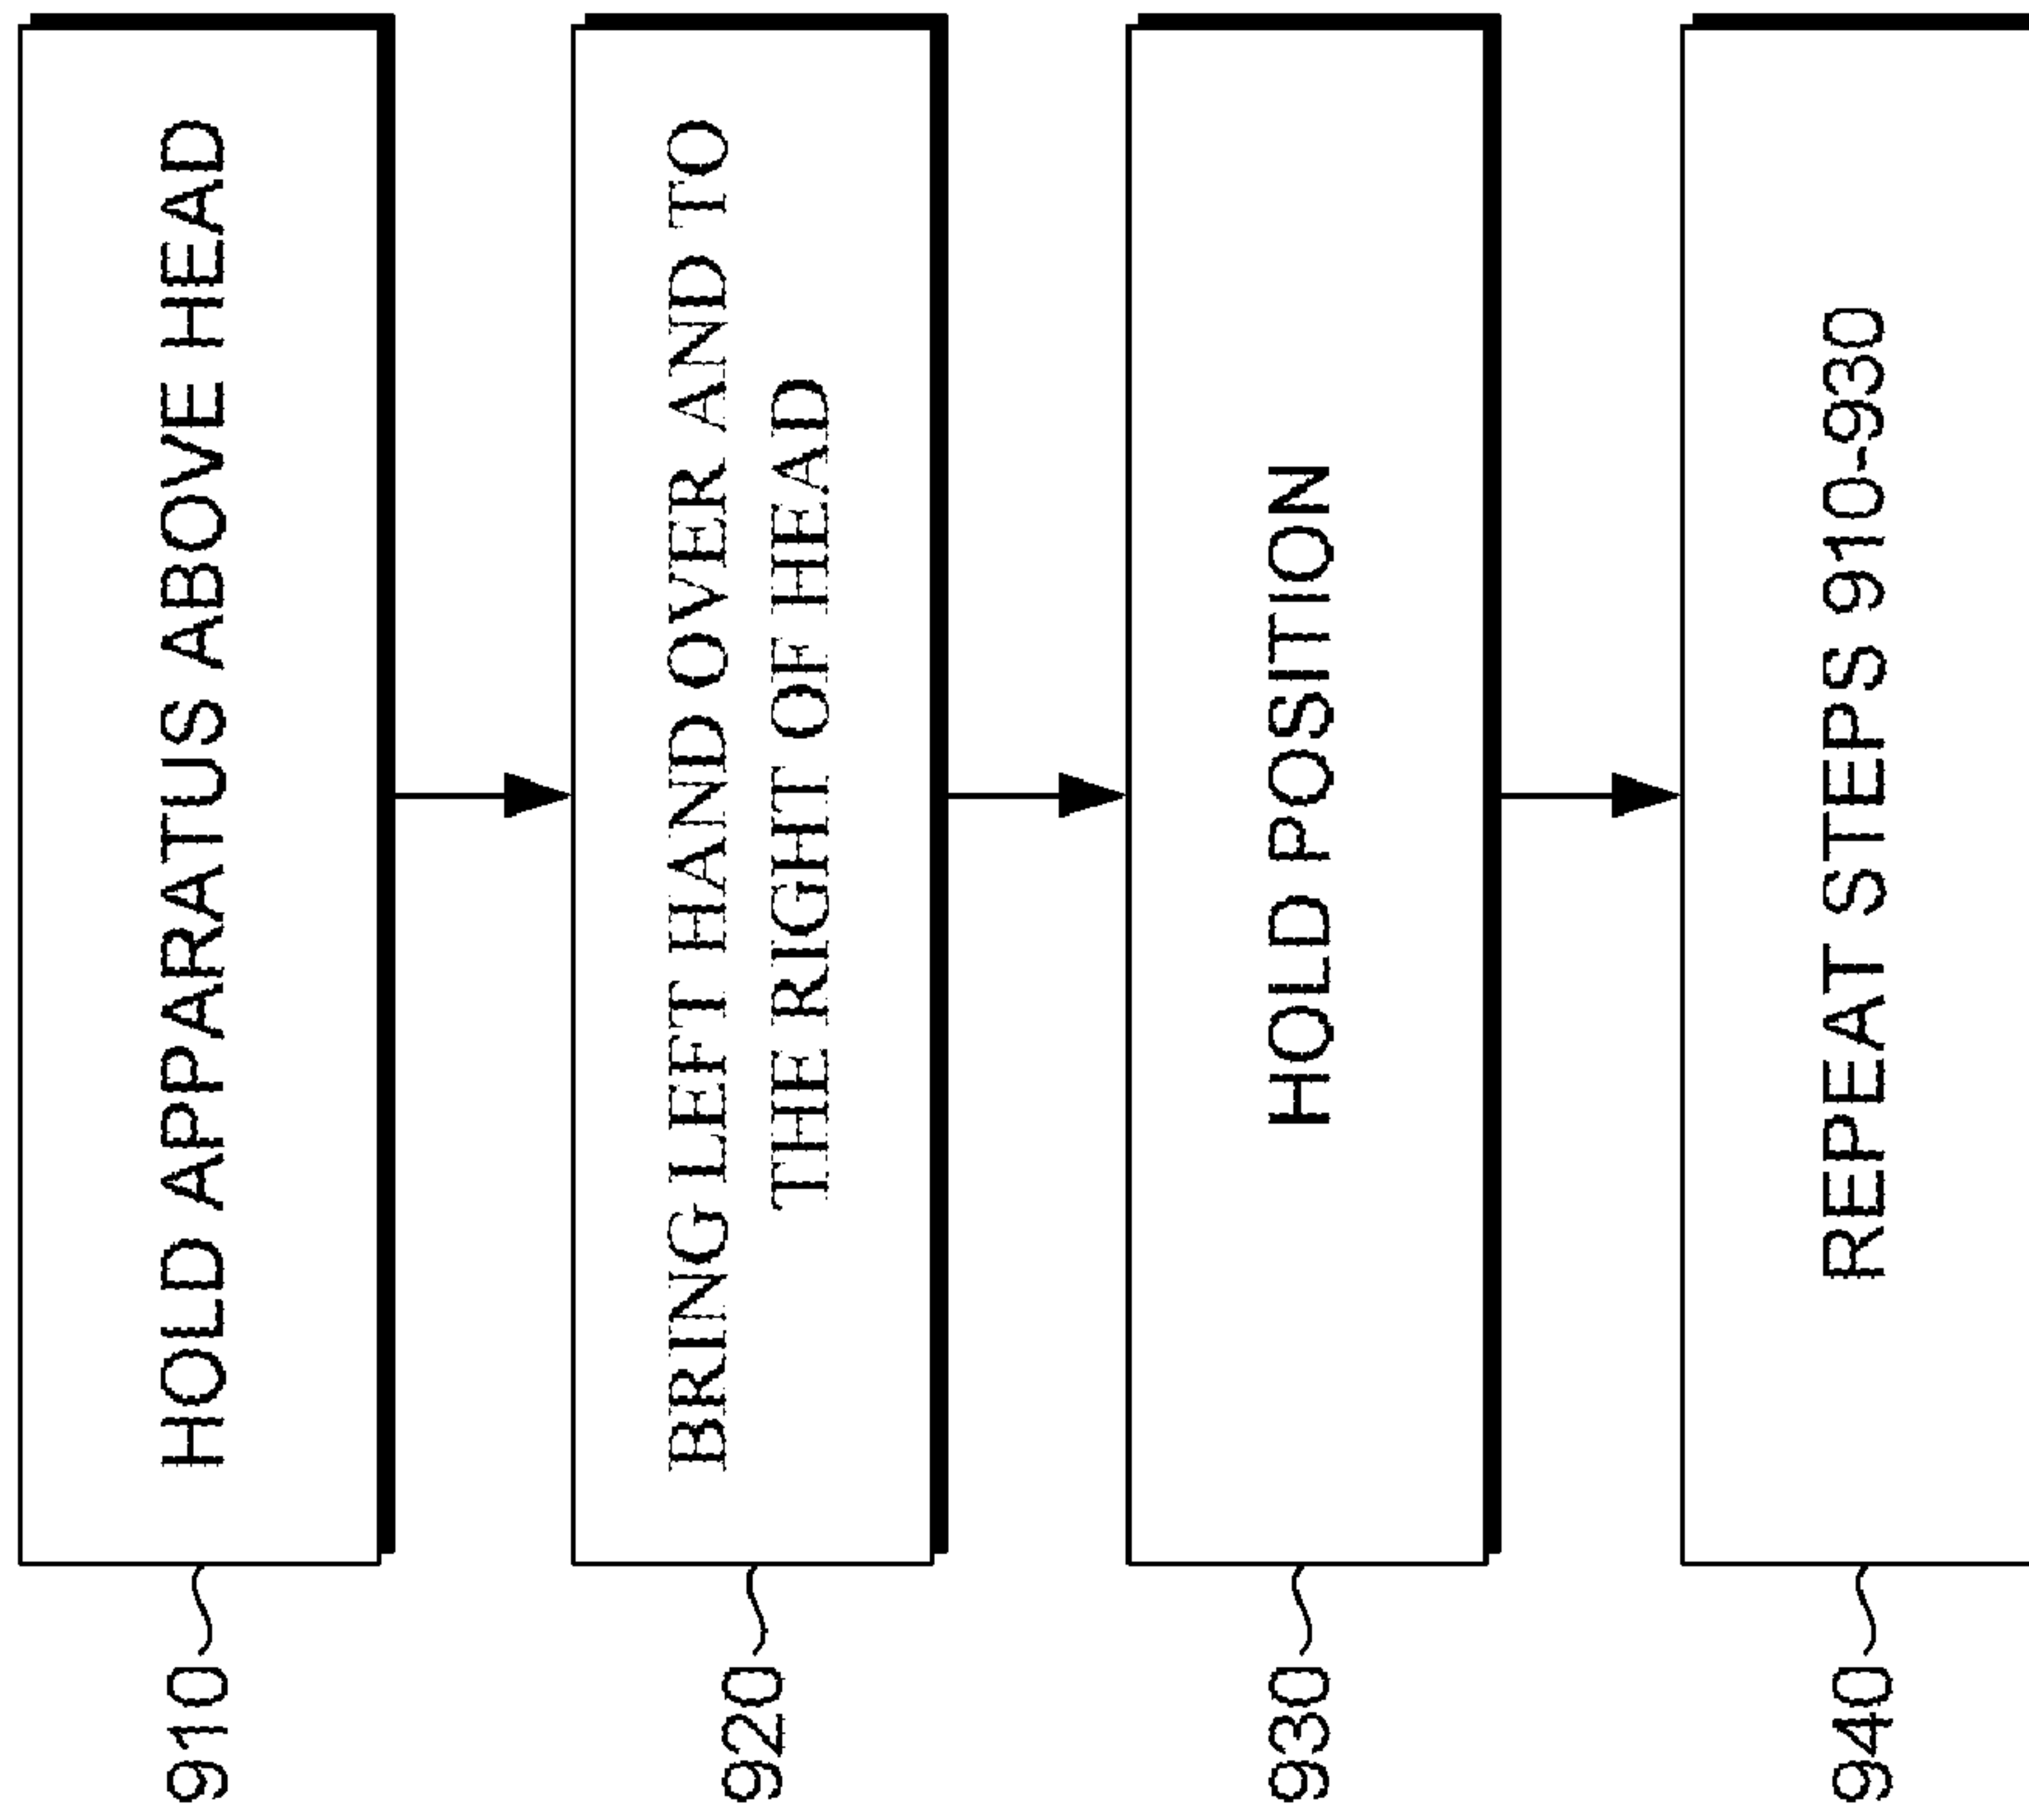 910
HOLD APPARATUS ABOVE HEAD
920
BRING LEFT HAND OVER AND TO
THE RIGHT OF HEAD
930
HOLD POSITION
940
REPEAT STEPS 910-930